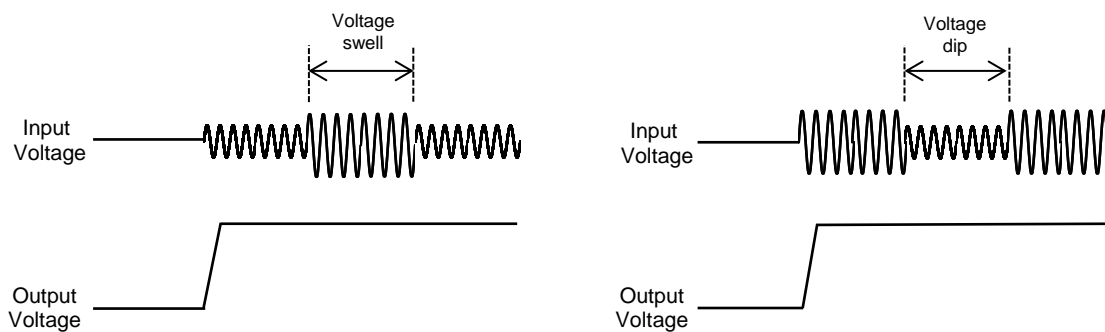 Voltage
swell
Input
Voltage
Output
Voltage
Voltage
dip
Input
Voltage
Output
Voltage